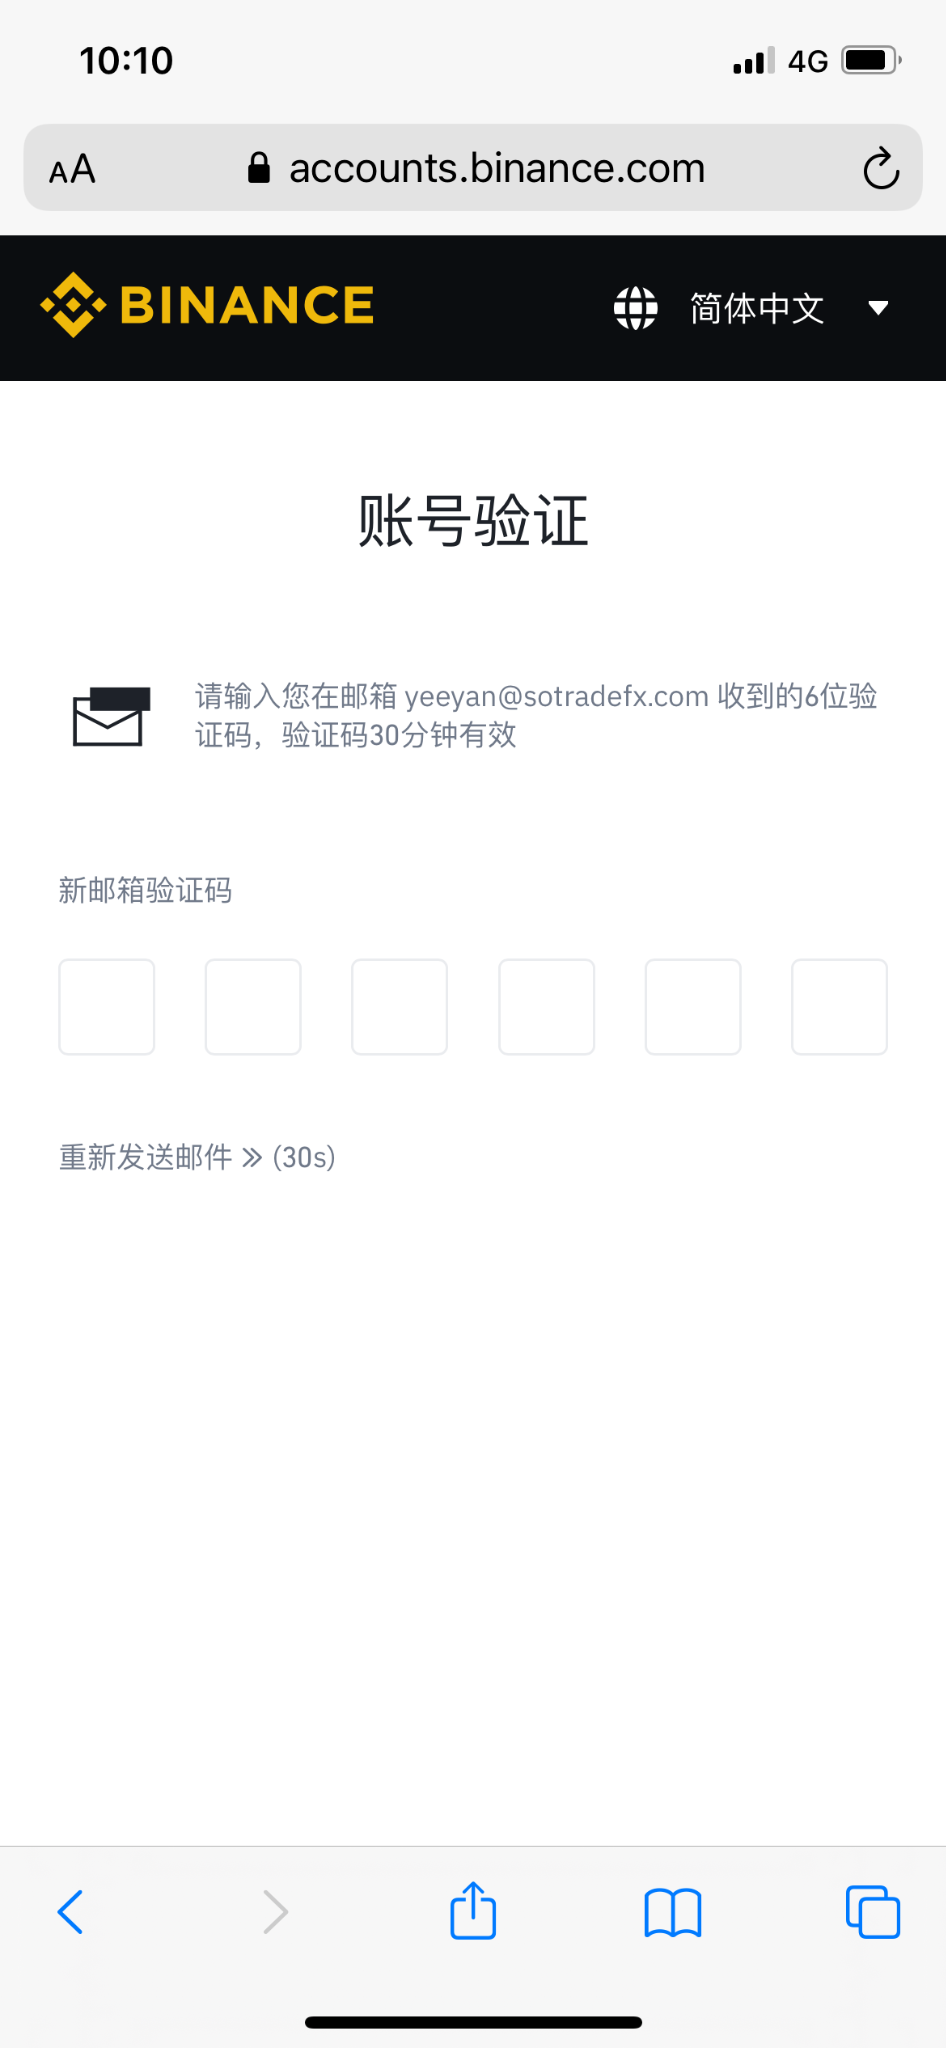 10:10
4G
AA accounts.binance.com
BINANCE 简体中文
账号验证
请输入您在邮箱 yeeyan@sotradefx.com 收到的6位验
证码，验证码30分钟有效
新邮箱验证码
重新发送邮件 » (30s)